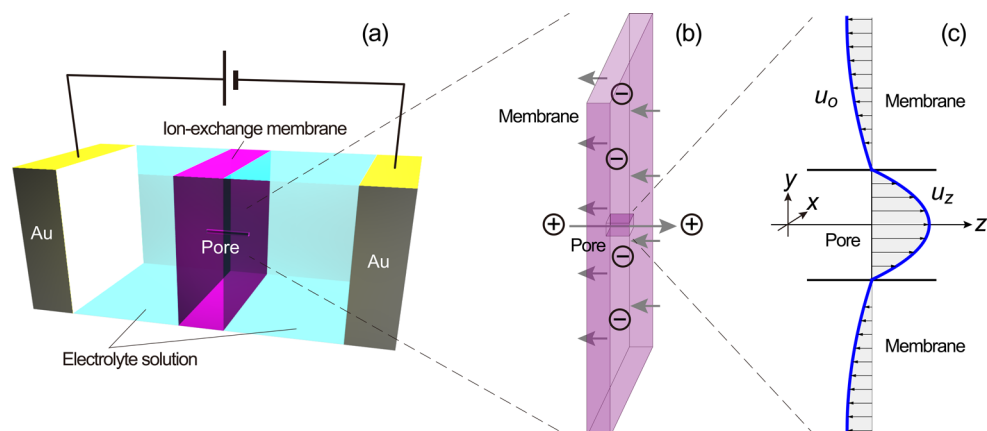 (a)
Ion-exchange membrane
Au
Pore
Au
Electrolyte solution
(b)
Membrane
Pore
(c)
u_o
Membrane
y
x
u_z
z
Pore
Membrane